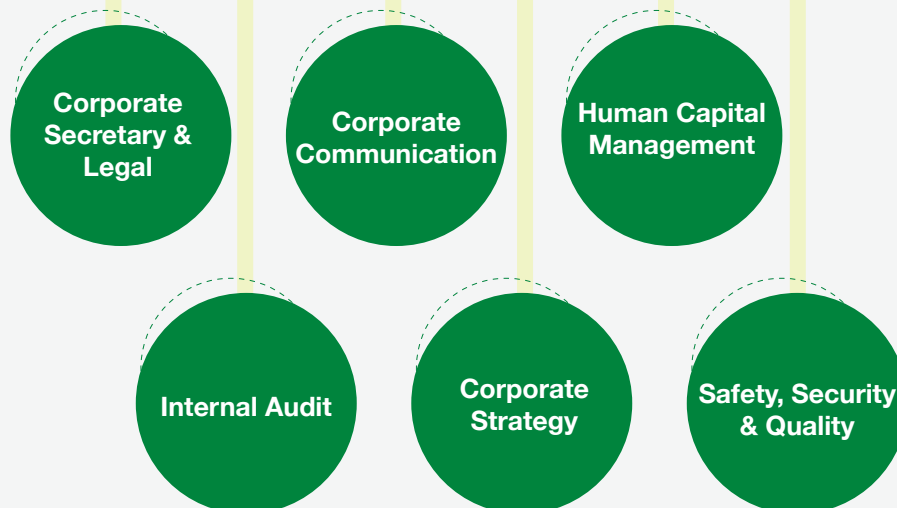 Corporate
Secretary &
Legal
Corporate
Communication
Human Capital
Management
Internal Audit
Corporate
Strategy
Safety, Security
& Quality